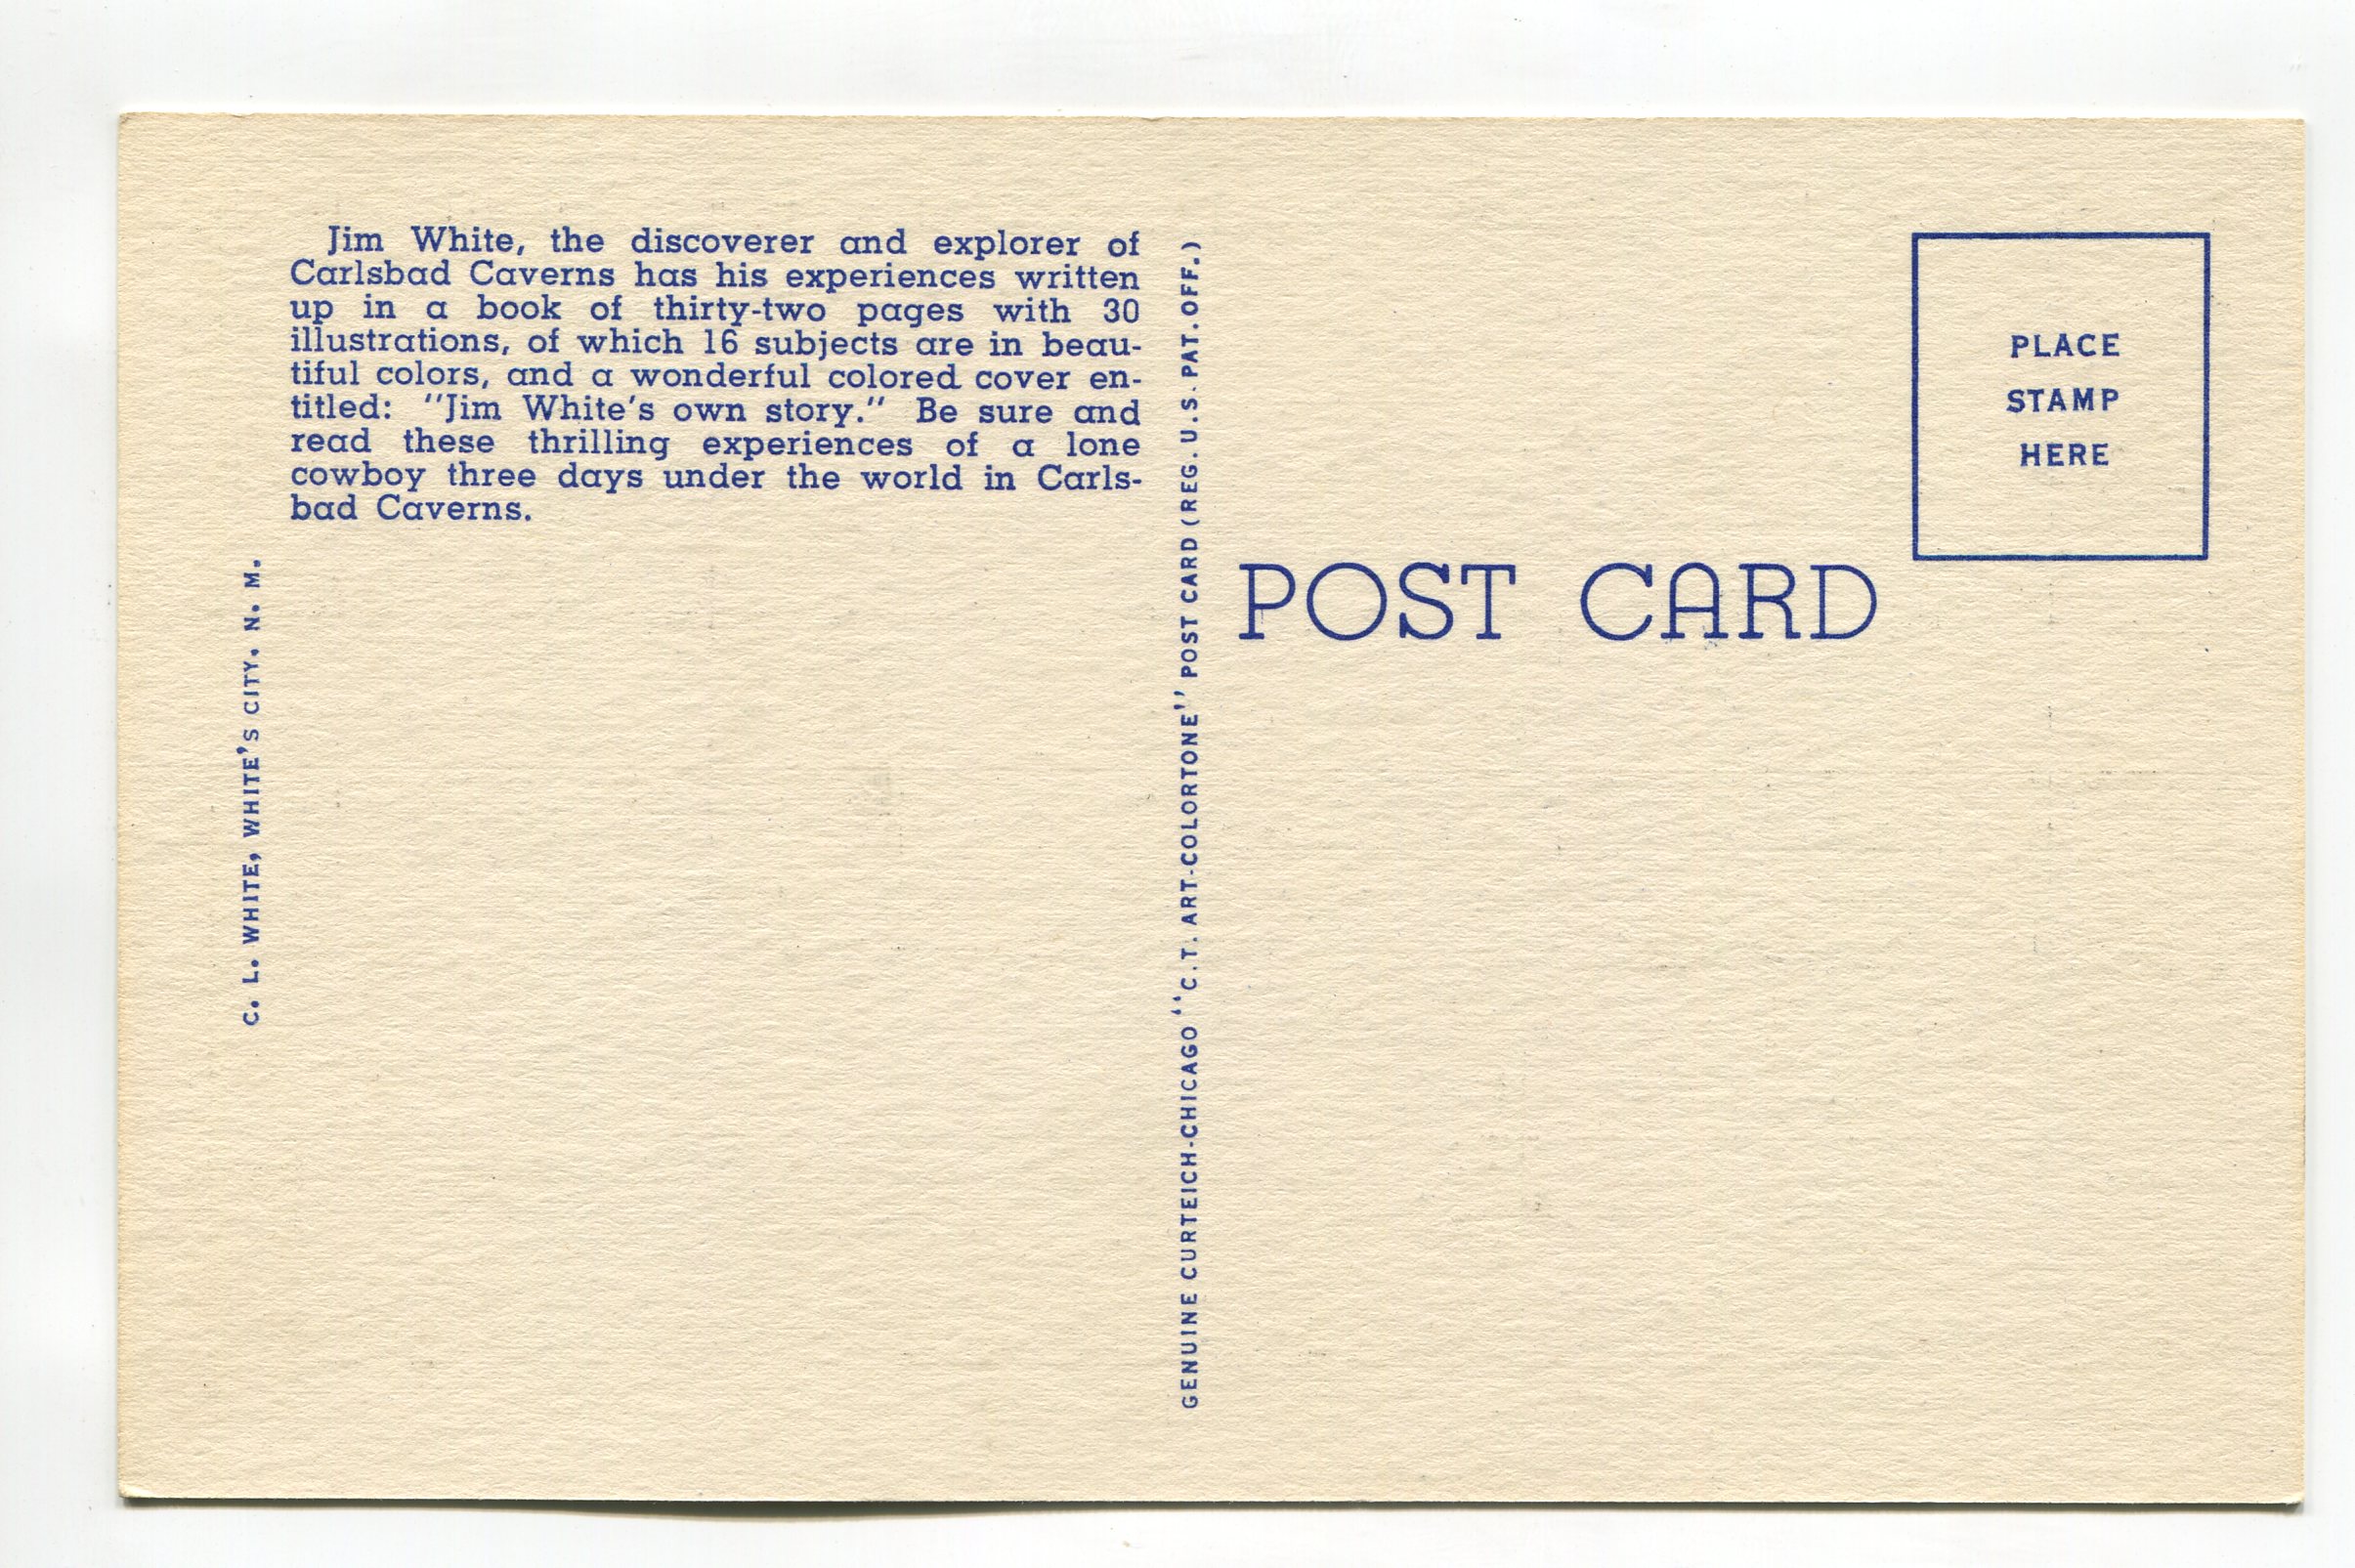 Jim White, the discoverer and explorer of
Carlsbad Caverns has his experiences written
up in a book of thirty-two pages with 30
illustrations, of which 16 subjects are in beau-
tiful colors, and a wonderful colored cover en-
titled: "Jim White's own story." Be sure and
read these thrilling experiences of a lone
cowboy three days under the world in Carls-
bad Caverns.
C. L. WHITE, WHITE'S CITY. N. M.
GENUINE CURTEICH-CHICAGO "C.T. ART-COLORTONE" POST CARD (REG. U.S. PAT. OFF.)
POST CARD
PLACE
STAMP
HERE